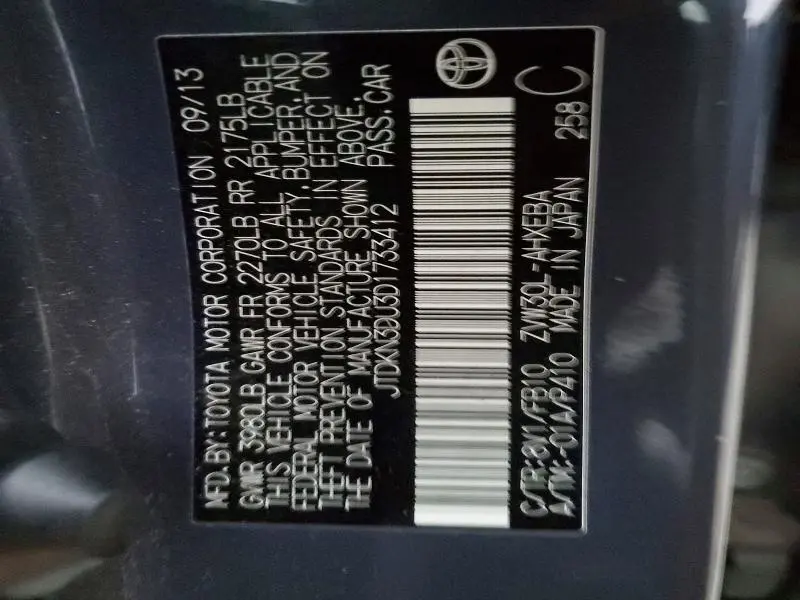 MFD.BY:TOYOTA MOTOR CORPORATION 09/13
GVWR 3980LB GAWR FR 2270LB RR 2175LB
THIS VEHICLE CONFORMS TO ALL APPLICABLE
FEDERAL MOTOR VEHICLE SAFETY, BUMPER, AND
THEFT PREVENTION STANDARDS IN EFFECT ON
THE DATE OF MANUFACTURE SHOWN ABOVE.
JTDKN3DU3D1733412 PASS.CAR
C/TR:8V1/FB10 ZVW30L-AHXEBA
A/TM:-01A/P410 MADE IN JAPAN 258 C